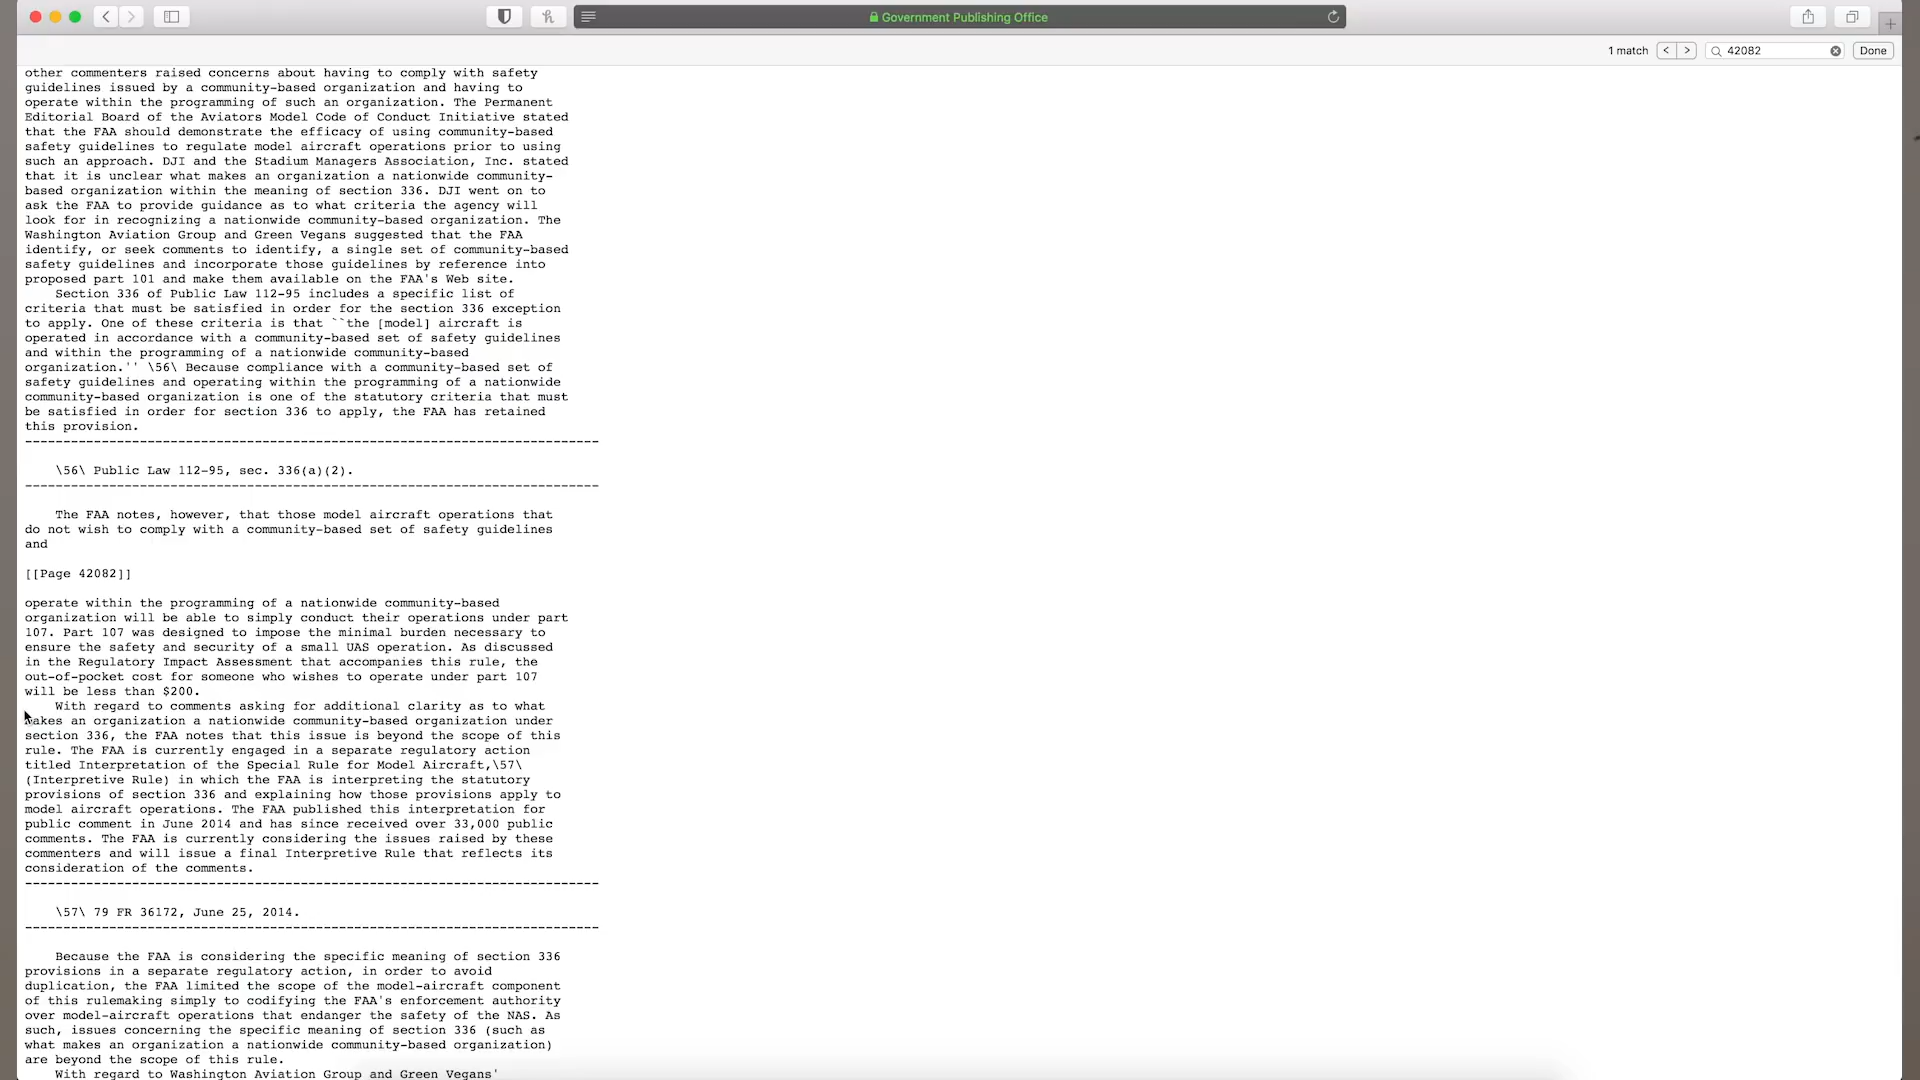 Government Publishing Office
1 match
42082
Done
other commenters raised concerns about having to comply with safety
guidelines issued by a community-based organization and having to
operate within the programming of such an organization. The Permanent
Editorial Board of the Aviators Model Code of Conduct Initiative stated
that the FAA should demonstrate the efficacy of using community-based
safety guidelines to regulate model aircraft operations prior to using
such an approach. DJI and the Stadium Managers Association, Inc. stated
that it is unclear what makes an organization a nationwide community-
based organization within the meaning of section 336. DJI went on to
ask the FAA to provide guidance as to what criteria the agency will
look for in recognizing a nationwide community-based organization. The
Washington Aviation Group and Green Vegans suggested that the FAA
identify, or seek comments to identify, a single set of community-based
safety guidelines and incorporate those guidelines by reference into
proposed part 101 and make them available on the FAA's Web site.
Section 336 of Public Law 112-95 includes a specific list of
criteria that must be satisfied in order for the section 336 exception
to apply. One of these criteria is that ``the [model] aircraft is
operated in accordance with a community-based set of safety guidelines
and within the programming of a nationwide community-based
organization.'' \56\ Because compliance with a community-based set of
safety guidelines and operating within the programming of a nationwide
community-based organization is one of the statutory criteria that must
be satisfied in order for section 336 to apply, the FAA has retained
this provision.
---------------------------------------------------------------------------
\56\ Public Law 112-95, sec. 336(a)(2).
---------------------------------------------------------------------------
The FAA notes, however, that those model aircraft operations that
do not wish to comply with a community-based set of safety guidelines
and
[[Page 42082]]
operate within the programming of a nationwide community-based
organization will be able to simply conduct their operations under part
107. Part 107 was designed to impose the minimal burden necessary to
ensure the safety and security of a small UAS operation. As discussed
in the Regulatory Impact Assessment that accompanies this rule, the
out-of-pocket cost for someone who wishes to operate under part 107
will be less than $200.
With regard to comments asking for additional clarity as to what
makes an organization a nationwide community-based organization under
section 336, the FAA notes that this issue is beyond the scope of this
rule. The FAA is currently engaged in a separate regulatory action
titled Interpretation of the Special Rule for Model Aircraft,\57\
(Interpretive Rule) in which the FAA is interpreting the statutory
provisions of section 336 and explaining how those provisions apply to
model aircraft operations. The FAA published this interpretation for
public comment in June 2014 and has since received over 33,000 public
comments. The FAA is currently considering the issues raised by these
commenters and will issue a final Interpretive Rule that reflects its
consideration of the comments.
---------------------------------------------------------------------------
\57\ 79 FR 36172, June 25, 2014.
---------------------------------------------------------------------------
Because the FAA is considering the specific meaning of section 336
provisions in a separate regulatory action, in order to avoid
duplication, the FAA limited the scope of the model-aircraft component
of this rulemaking simply to codifying the FAA's enforcement authority
over model-aircraft operations that endanger the safety of the NAS. As
such, issues concerning the specific meaning of section 336 (such as
what makes an organization a nationwide community-based organization)
are beyond the scope of this rule.
With regard to Washington Aviation Group and Green Vegans'